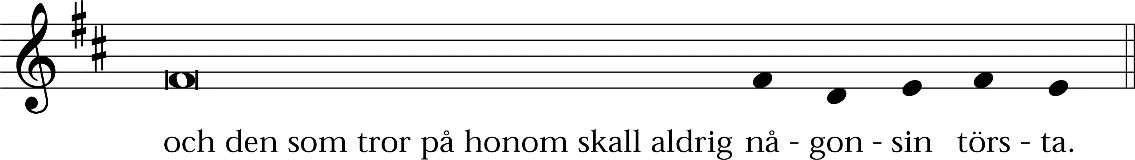 och den som tror på honom skall aldrig nå - gon - sin törs - ta.